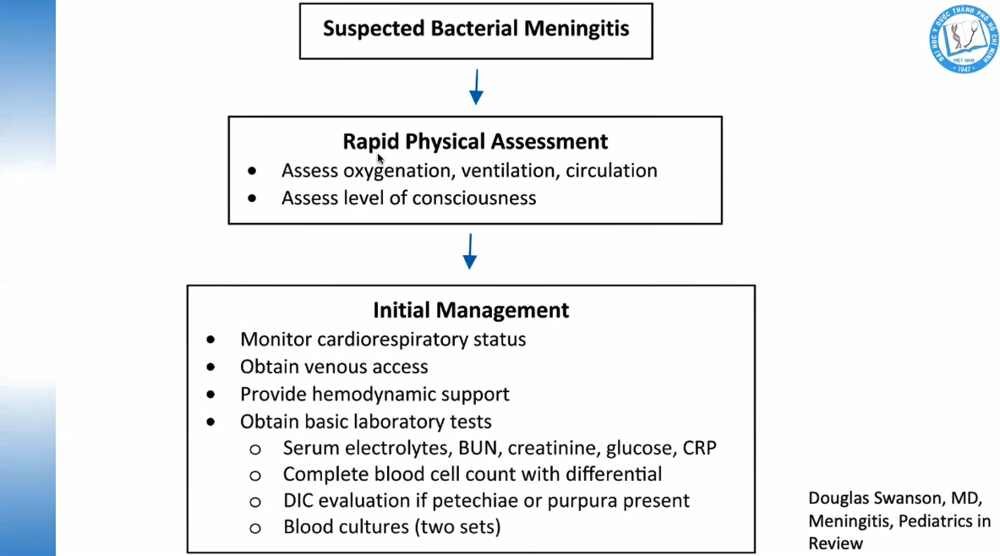 Suspected Bacterial Meningitis
ĐẠI HỌC Y DƯỢC THÀNH PHỐ HỒ CHÍ MINH
VIỆT NAM
• 1947 •
Rapid Physical Assessment
• Assess oxygenation, ventilation, circulation
• Assess level of consciousness
Initial Management
• Monitor cardiorespiratory status
• Obtain venous access
• Provide hemodynamic support
• Obtain basic laboratory tests
o Serum electrolytes, BUN, creatinine, glucose, CRP
o Complete blood cell count with differential
o DIC evaluation if petechiae or purpura present
o Blood cultures (two sets)
Douglas Swanson, MD,
Meningitis, Pediatrics in
Review